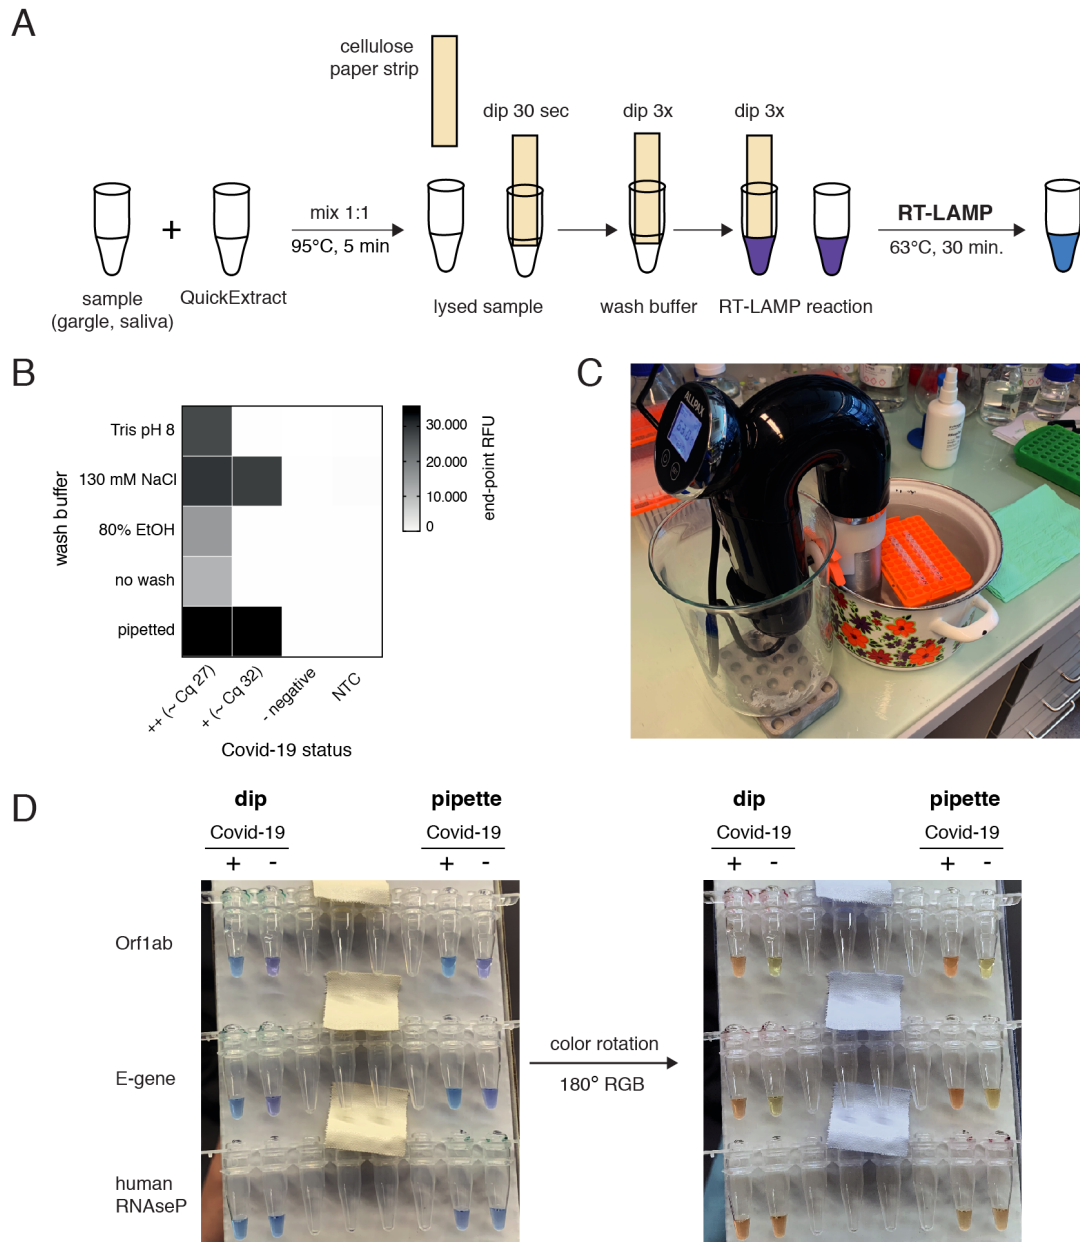 A
cellulose
paper strip
dip 30 sec
dip 3x
dip 3x
+
mix 1:1
95°C, 5 min
RT-LAMP
63°C, 30 min.
sample
(gargle, saliva)
QuickExtract
lysed sample
wash buffer
RT-LAMP reaction
B
wash buffer
Tris pH 8
130 mM NaCl
80% EtOH
no wash
pipetted
++ (~ Cq 27)
+ (~ Cq 32)
- negative
NTC
Covid-19 status
30.000
20.000
10.000
0
end-point RFU
C
ALLPAX
D
dip
pipette
Covid-19
Covid-19
+ -
+ -
dip
pipette
Covid-19
Covid-19
+ -
+ -
Orf1ab
E-gene
human
RNAseP
color rotation
180° RGB